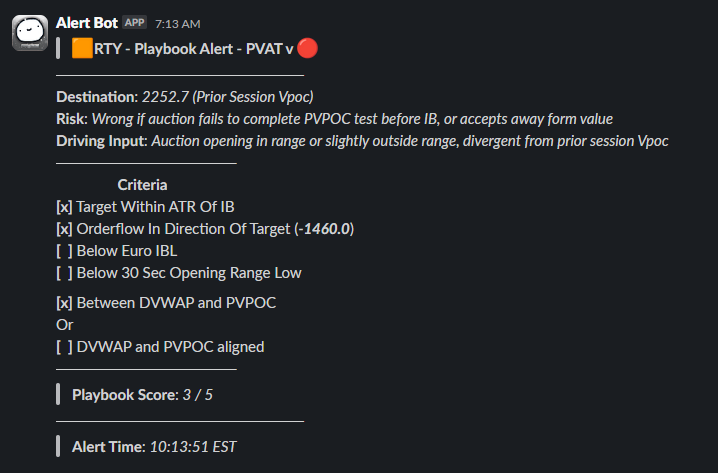 Alert Bot APP 7:13 AM
RTY - Playbook Alert - PVAT v
Destination: 2252.7 (Prior Session Vpoc)
Risk: Wrong if auction fails to complete PVPOC test before IB, or accepts away form value
Driving Input: Auction opening in range or slightly outside range, divergent from prior session Vpoc
Criteria
[x] Target Within ATR Of IB
[x] Orderflow In Direction Of Target (-1460.0)
[ ] Below Euro IBL
[ ] Below 30 Sec Opening Range Low
[x] Between DVWAP and PVPOC
Or
[ ] DVWAP and PVPOC aligned
Playbook Score: 3 / 5
Alert Time: 10:13:51 EST